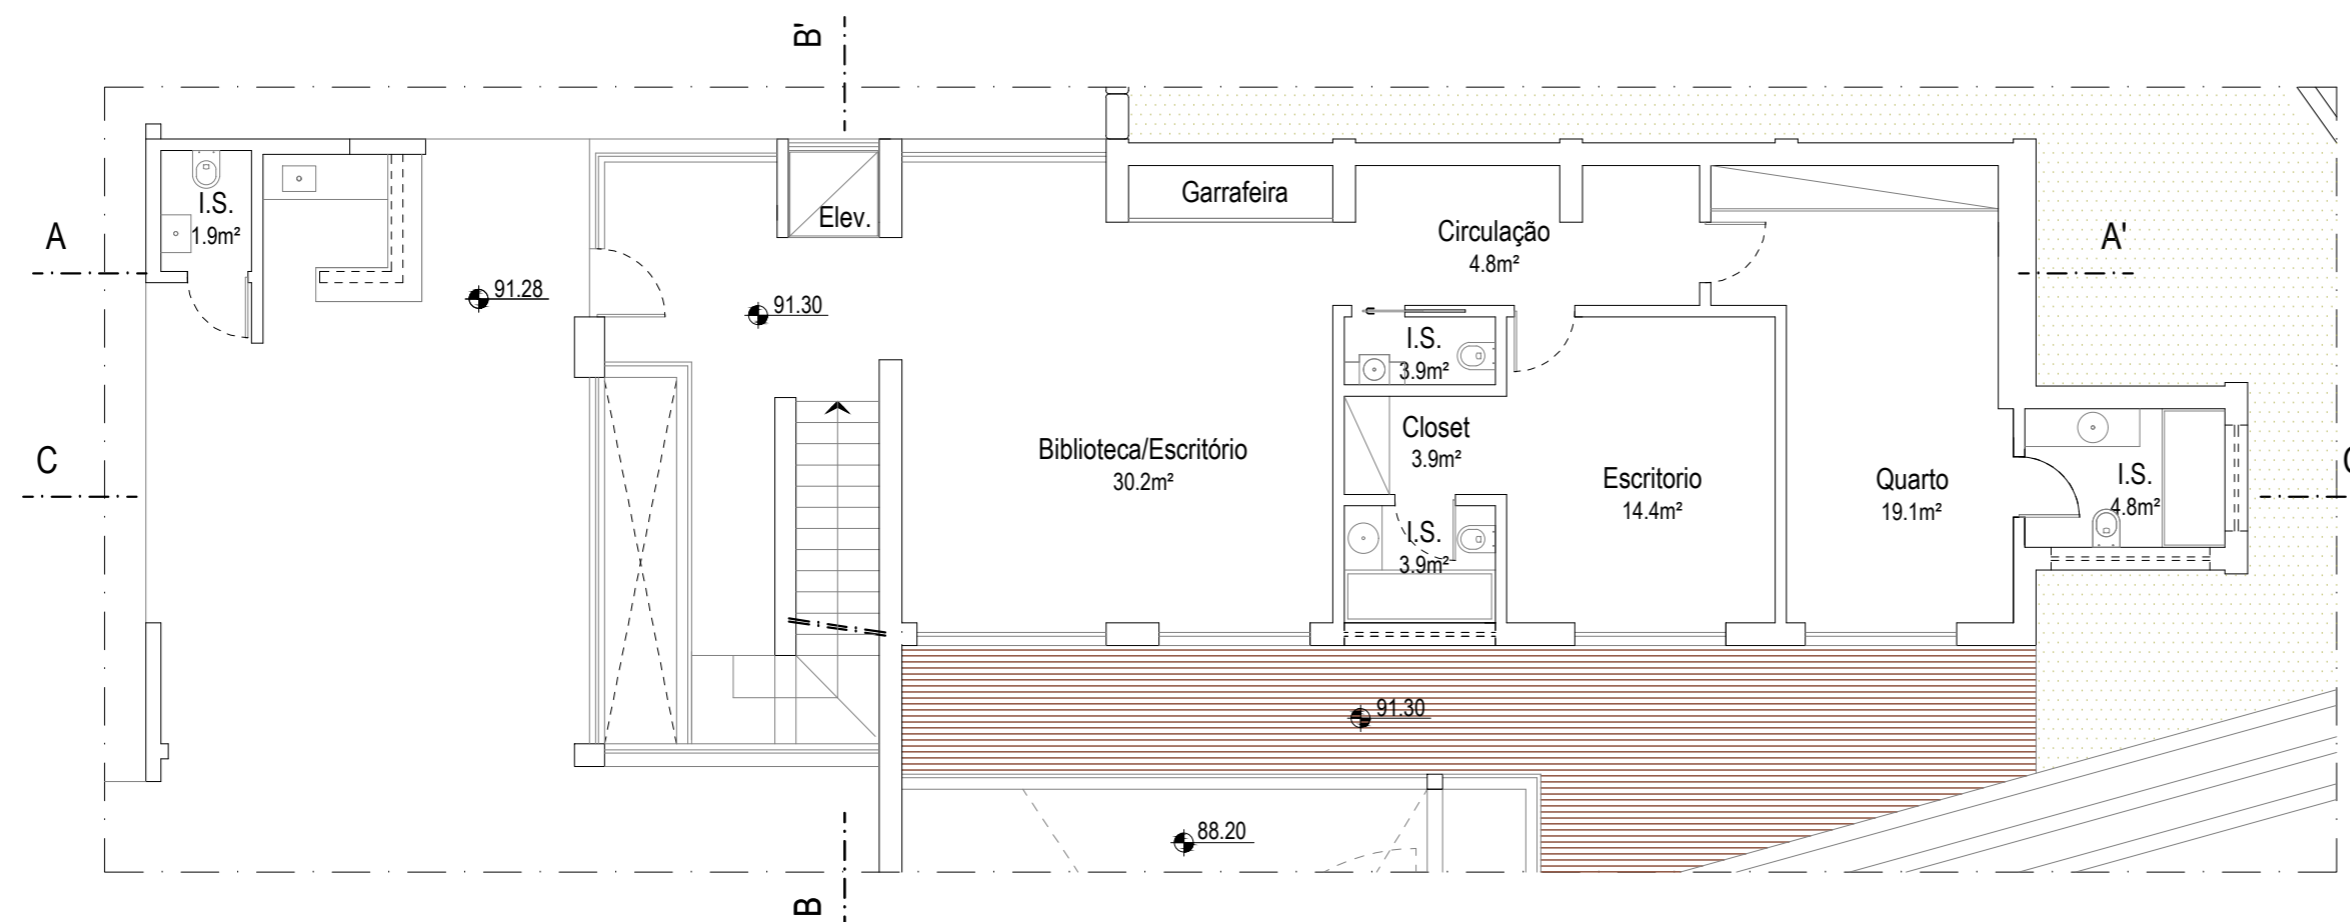 B'
I.S.
1.9m²
Elev.
Garrafeira
Circulação
4.8m²
A
A'
91.28
91.30
I.S.
3.9m²
Closet
3.9m²
Biblioteca/Escritório
30.2m²
Escritorio
14.4m²
Quarto
19.1m²
I.S.
4.8m²
C
I.S.
3.9m²
91.30
88.20
B